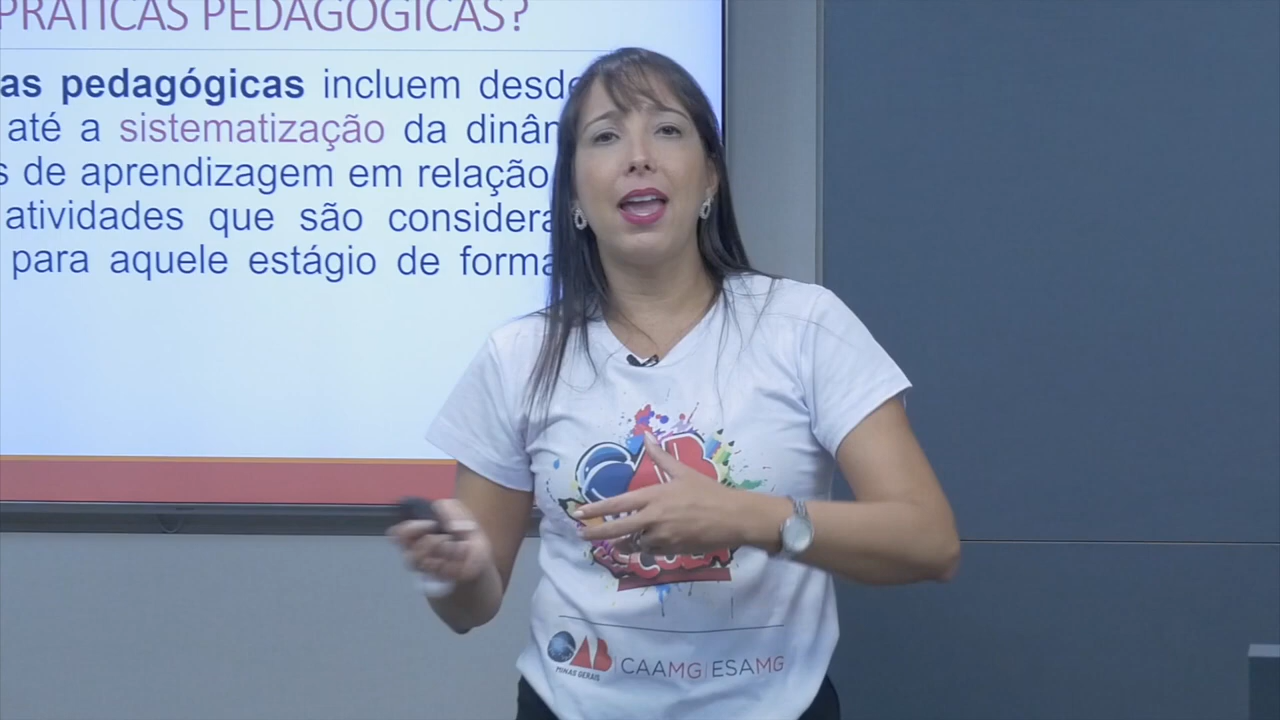 PRÁTICAS PEDAGÓGICAS?
as pedagógicas incluem desde
até a sistematização da dinâm
s de aprendizagem em relação
atividades que são considera
para aquele estágio de forma
OAB
MINAS GERAIS
CAAMG|ESAMG